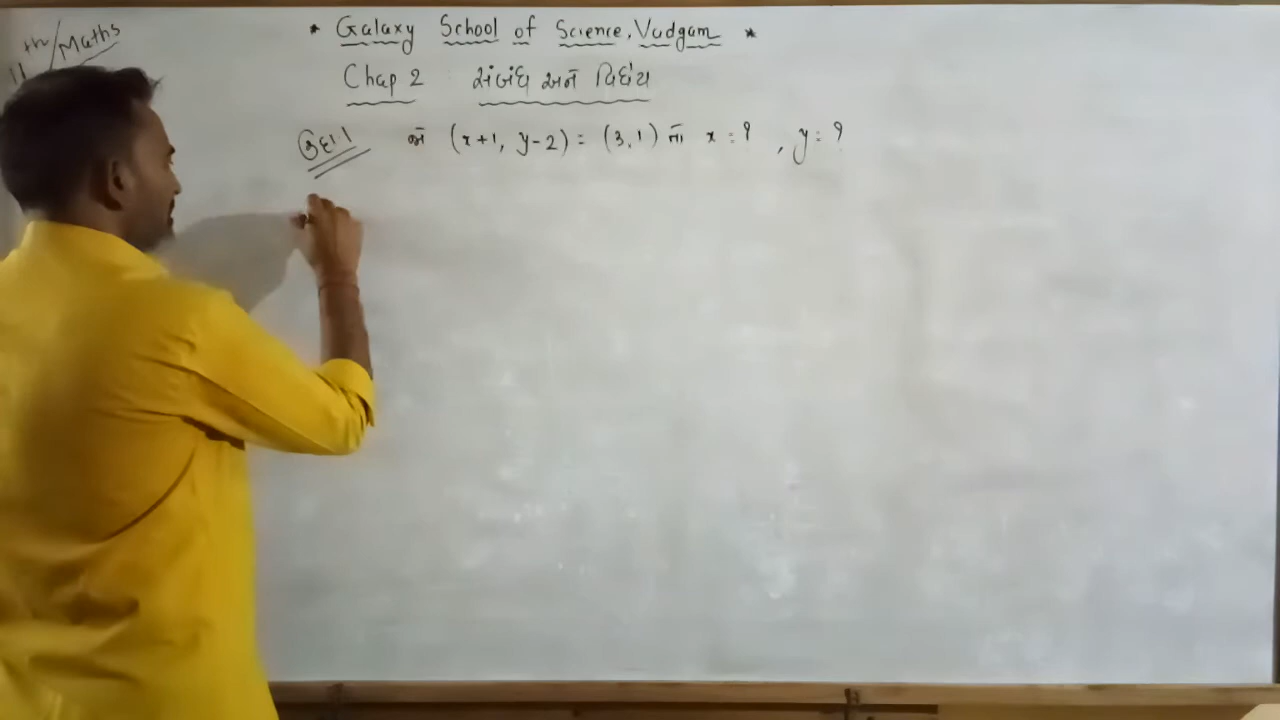 11th/Maths
* Galaxy School of Science, Vadgam *
Chap 2 સંબંધ અને વિધેય
ઉદા.1 જો (x+1, y-2) = (3,1) તો x = ? , y = ?